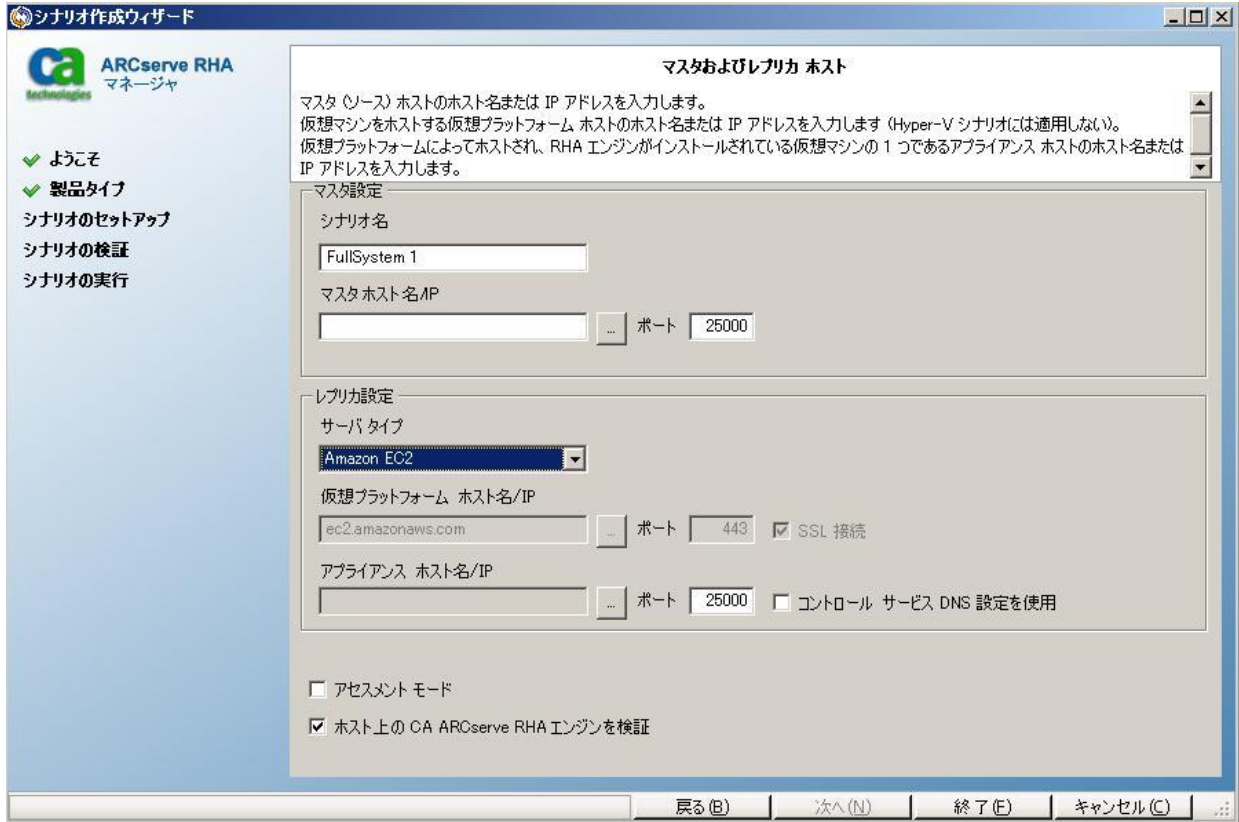 シナリオ作成ウィザード
ca
technologies
ARCserve RHA
マネージャ
ようこそ
製品タイプ
シナリオのセットアップ
シナリオの検証
シナリオの実行
マスタおよびレプリカ ホスト
マスタ (ソース) ホストのホスト名または IP アドレスを入力します。
仮想マシンをホストする仮想プラットフォーム ホストのホスト名または IP アドレスを入力します (Hyper-V シナリオには適用しない)。
仮想プラットフォームによってホストされ、RHA エンジンがインストールされている仮想マシンの 1 つであるアプライアンス ホストのホスト名または
IP アドレスを入力します。
マスタ設定
シナリオ名
FullSystem 1
マスタ ホスト名/IP
... ポート 25000
レプリカ設定
サーバ タイプ
Amazon EC2
仮想プラットフォーム ホスト名/IP
ec2.amazonaws.com ... ポート 443 SSL 接続
アプライアンス ホスト名/IP
... ポート 25000 コントロール サービス DNS 設定を使用
アセスメント モード
ホスト上の CA ARCserve RHA エンジンを検証
戻る(B) 次へ(N) 終了(F) キャンセル(C)